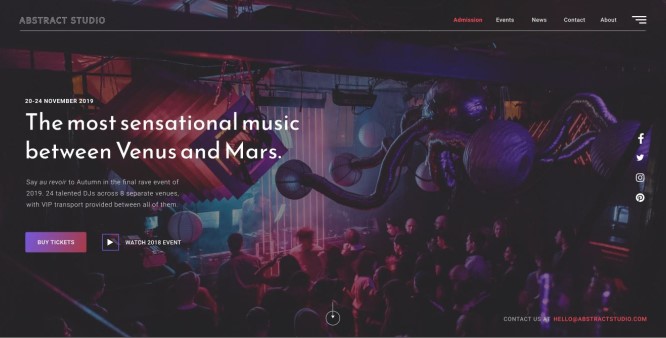 ABSTRACT STUDIO
Admission Events News Contact About
20-24 NOVEMBER 2019
The most sensational music
between Venus and Mars.
Say au revoir to Autumn in the final rave event of
2019. 24 talented DJs across 8 separate venues,
with VIP transport provided between all of them.
BUY TICKETS
WATCH 2018 EVENT
CONTACT US AT HELLO@ABSTRACTSTUDIO.COM